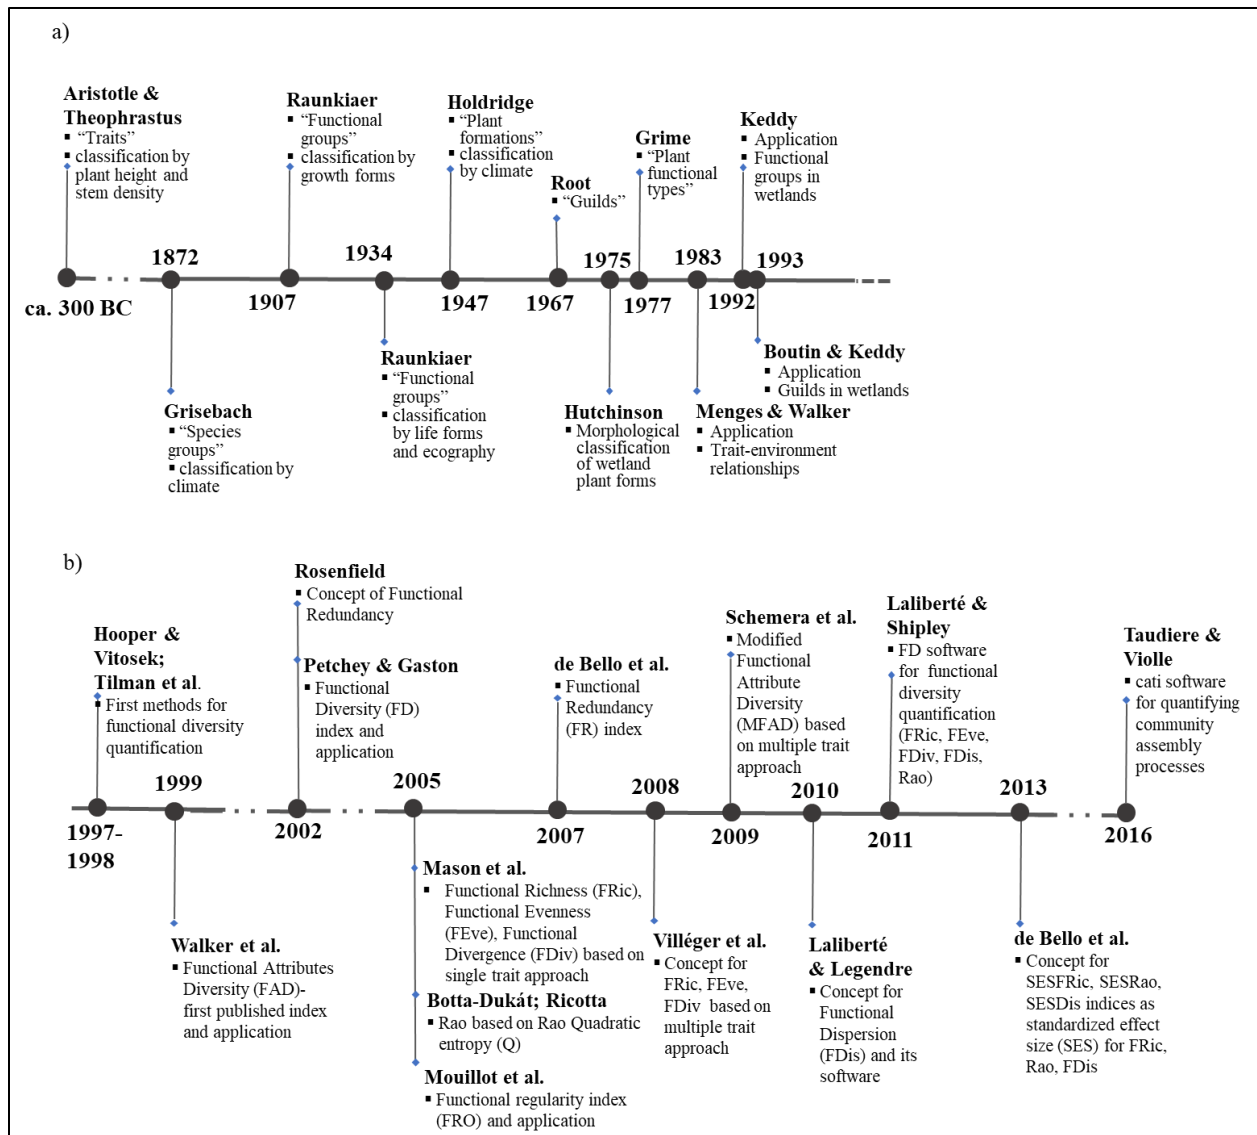 a)
Aristotle &
Theophrastus
▪ “Traits”
▪ classification by
plant height and
stem density
ca. 300 BC
1872
Grisebach
▪ “Species
groups”
▪ classification by
climate
Raunkiaer
▪ “Functional
groups”
▪ classification by
growth forms
1907
1934
Raunkiaer
▪ “Functional
groups”
▪ classification
by life forms
and ecography
Holdridge
▪ “Plant
formations”
▪ classification
by climate
1947
Root
▪ “Guilds”
1967
1975
Hutchinson
▪ Morphological
classification
of wetland
plant forms
Grime
▪ “Plant
functional
types”
1977
1983
Menges & Walker
▪ Application
▪ Trait-environment
relationships
Keddy
▪ Application
▪ Functional
groups in
wetlands
1992
1993
Boutin & Keddy
▪ Application
▪ Guilds in wetlands
b)
Hooper &
Vitosek;
Tilman et al.
▪ First methods for
functional diversity
quantification
1997-
1998
1999
Walker et al.
▪ Functional Attributes
Diversity (FAD)-
first published index
and application
Rosenfield
▪ Concept of Functional
Redundancy
Petchey & Gaston
▪ Functional
Diversity (FD)
index and
application
2002
2005
Mason et al.
▪ Functional Richness (FRic),
Functional Evenness
(FEve), Functional
Divergence (FDiv) based on
single trait approach
Botta-Dukát; Ricotta
▪ Rao based on Rao Quadratic
entropy (Q)
Mouillot et al.
▪ Functional regularity index
(FRO) and application
de Bello et al.
▪ Functional
Redundancy
(FR) index
2007
2008
Villéger et al.
▪ Concept for
FRic, FEve,
FDiv based on
multiple trait
approach
Schemera et al.
▪ Modified
Functional
Attribute
Diversity
(MFAD) based
on multiple trait
approach
2009
2010
Laliberté
& Legendre
▪ Concept for
Functional
Dispersion
(FDis) and its
software
Laliberté &
Shipley
▪ FD software
for functional
diversity
quantification
(FRic, FEve,
FDiv, FDis,
Rao)
2011
2013
de Bello et al.
▪ Concept for
SESFRic, SESRao,
SESDis indices as
standardized effect
size (SES) for FRic,
Rao, FDis
Taudiere &
Violle
▪ cati software
for quantifying
community
assembly
processes
2016